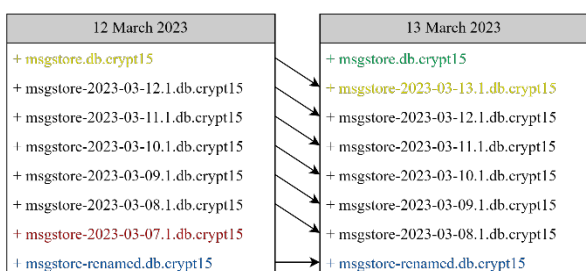 12 March 2023
+ msgstore.db.crypt15
+ msgstore-2023-03-12.1.db.crypt15
+ msgstore-2023-03-11.1.db.crypt15
+ msgstore-2023-03-10.1.db.crypt15
+ msgstore-2023-03-09.1.db.crypt15
+ msgstore-2023-03-08.1.db.crypt15
+ msgstore-2023-03-07.1.db.crypt15
+ msgstore-renamed.db.crypt15
13 March 2023
+ msgstore.db.crypt15
+ msgstore-2023-03-13.1.db.crypt15
+ msgstore-2023-03-12.1.db.crypt15
+ msgstore-2023-03-11.1.db.crypt15
+ msgstore-2023-03-10.1.db.crypt15
+ msgstore-2023-03-09.1.db.crypt15
+ msgstore-2023-03-08.1.db.crypt15
+ msgstore-renamed.db.crypt15